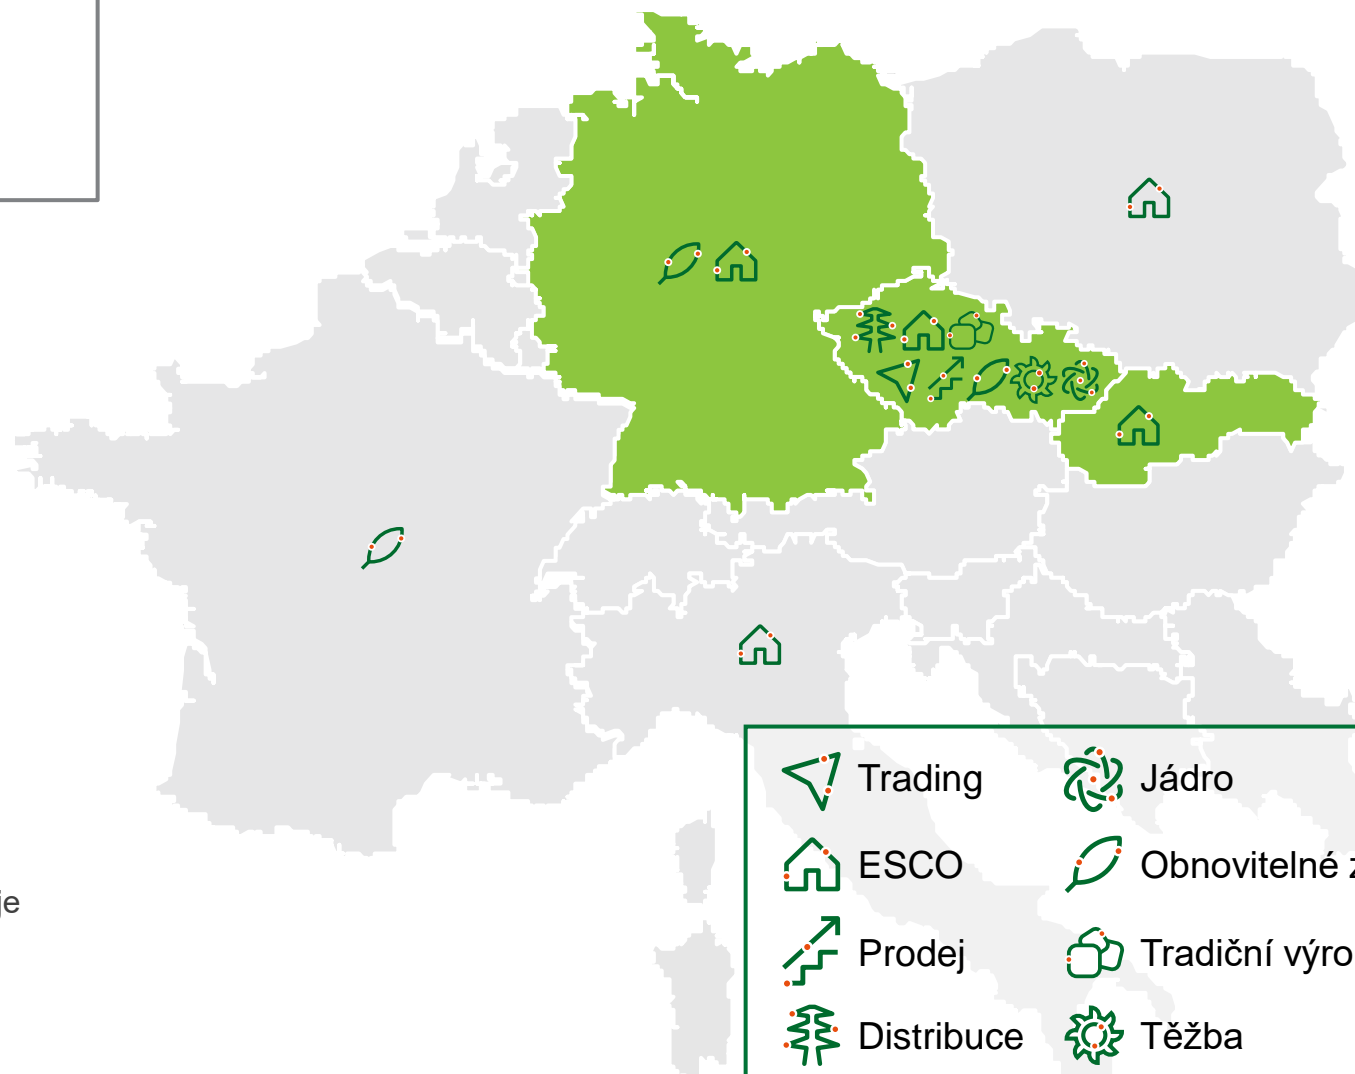 je
Trading
Jádro
ESCO
Obnovitelné
Prodej
Tradiční výro
Distribuce
Těžba